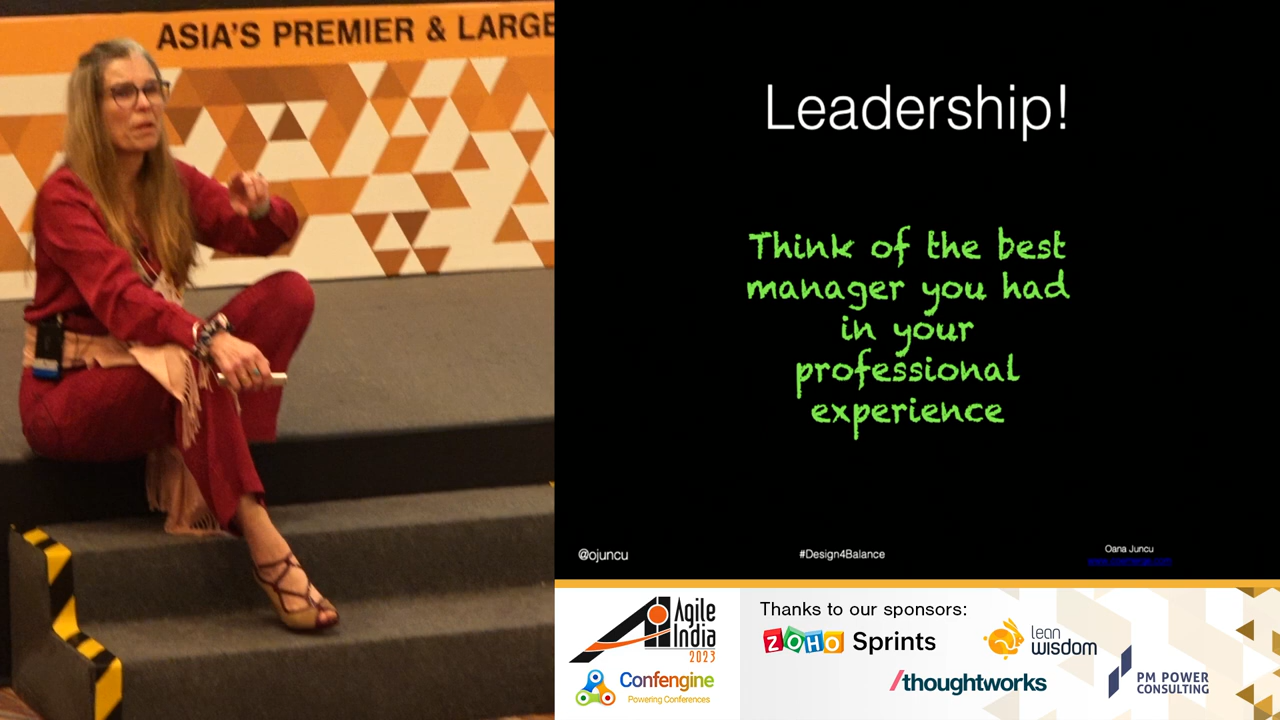 ASIA'S PREMIER & LARGE
Leadership!
Think of the best
manager you had
in your
professional
experience
@ojuncu
#Design4Balance
Oana Juncu
Agile
India
2023
Confengine
Powering Conferences
Thanks to our sponsors:
ZOHO Sprints
lean
wisdom
/thoughtworks
PM POWER
CONSULTING